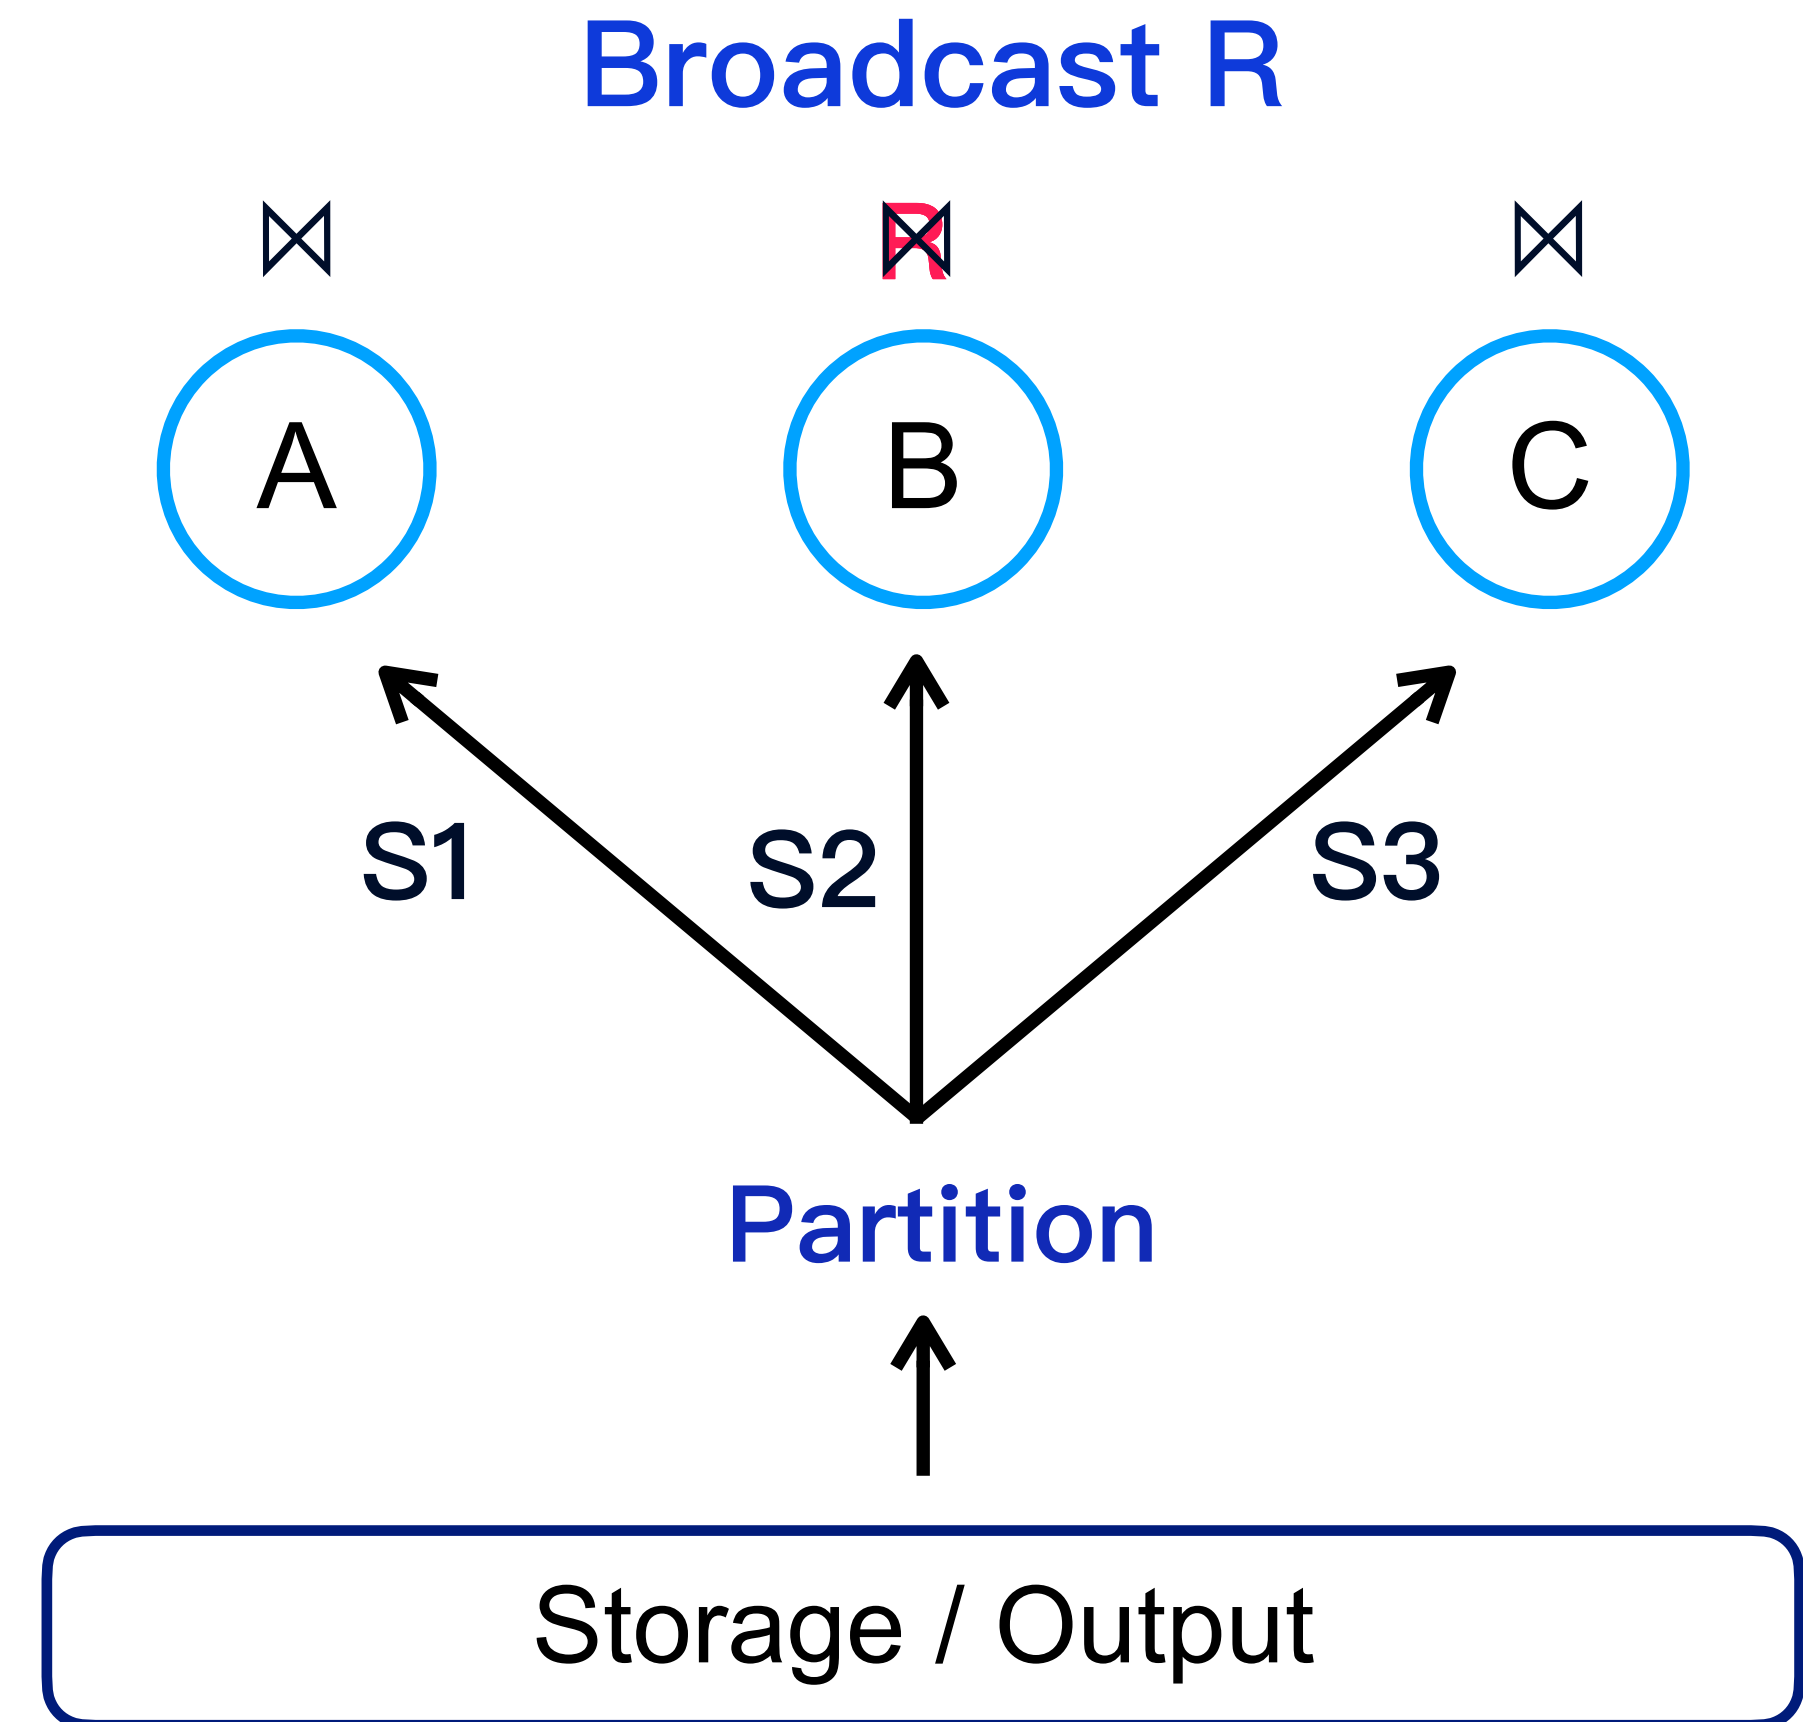 Broadcast R
⋈ R⋈ ⋈
A B C
S1 S2 S3
Partition
Storage / Output